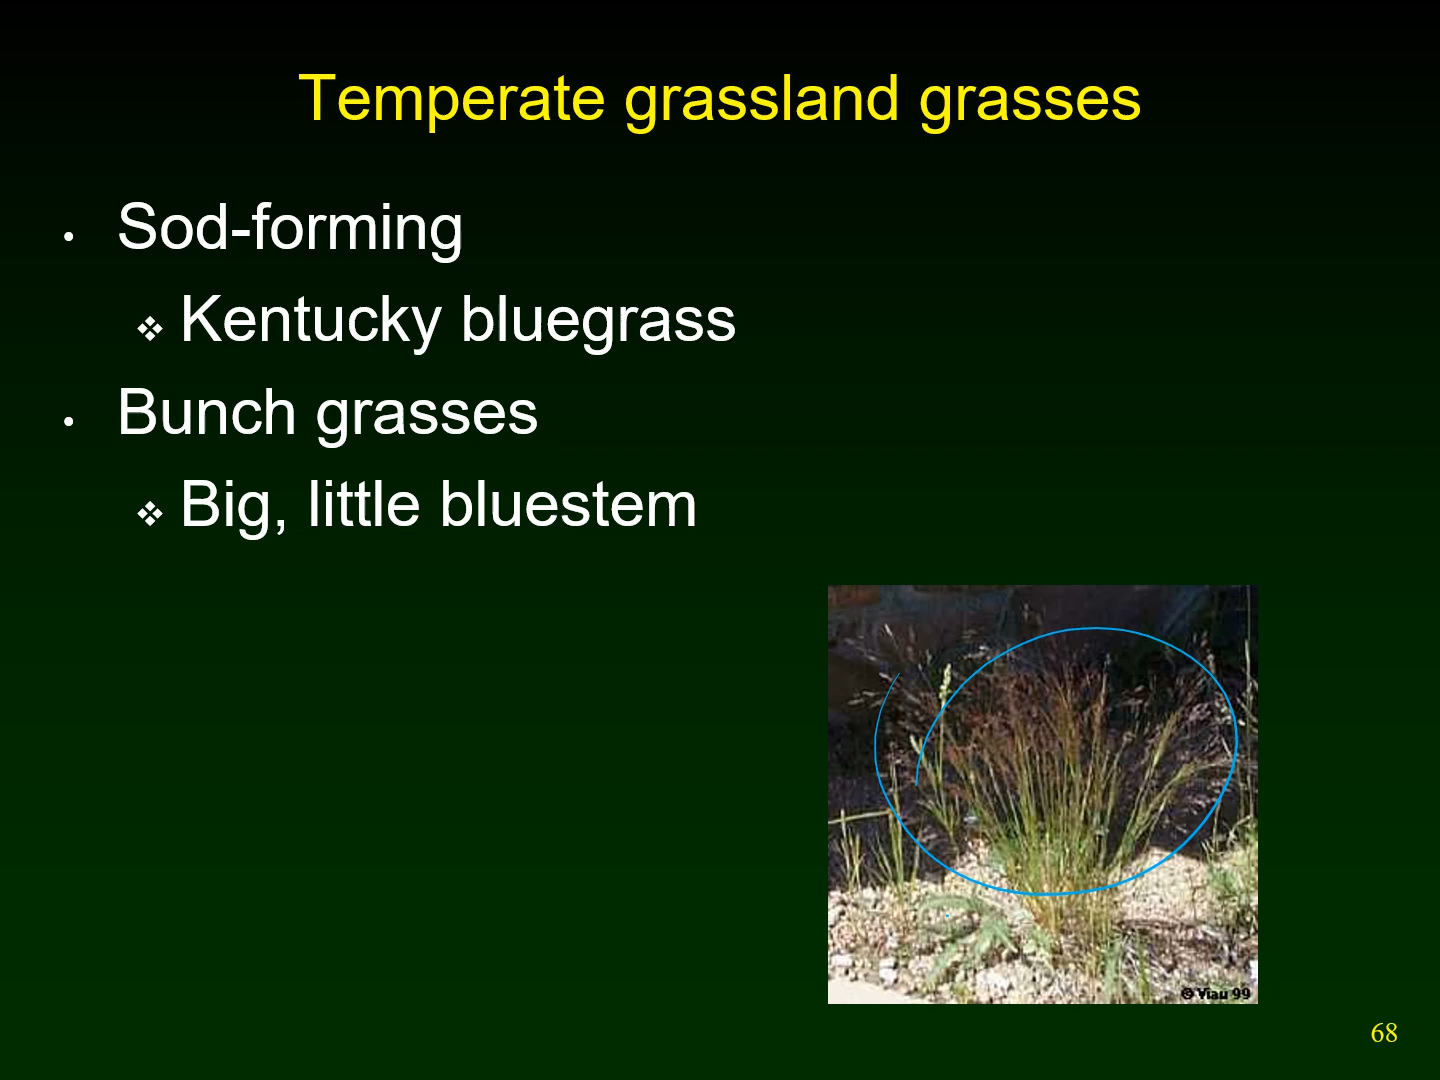 Temperate grassland grasses
• Sod-forming
❖ Kentucky bluegrass
• Bunch grasses
❖ Big, little bluestem
© Viau 99
68